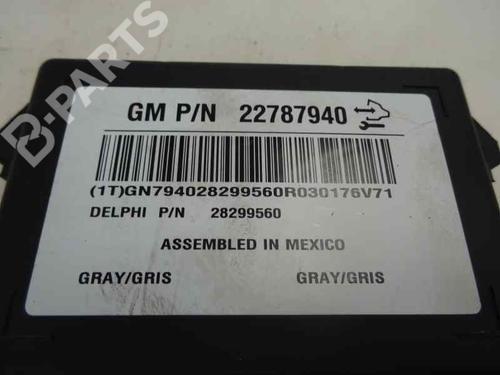 B-PARTS
GM P/N 22787940
(1T)GN794028299560R030176V71
DELPHI P/N 28299560
ASSEMBLED IN MEXICO
GRAY/GRIS GRAY/GRIS